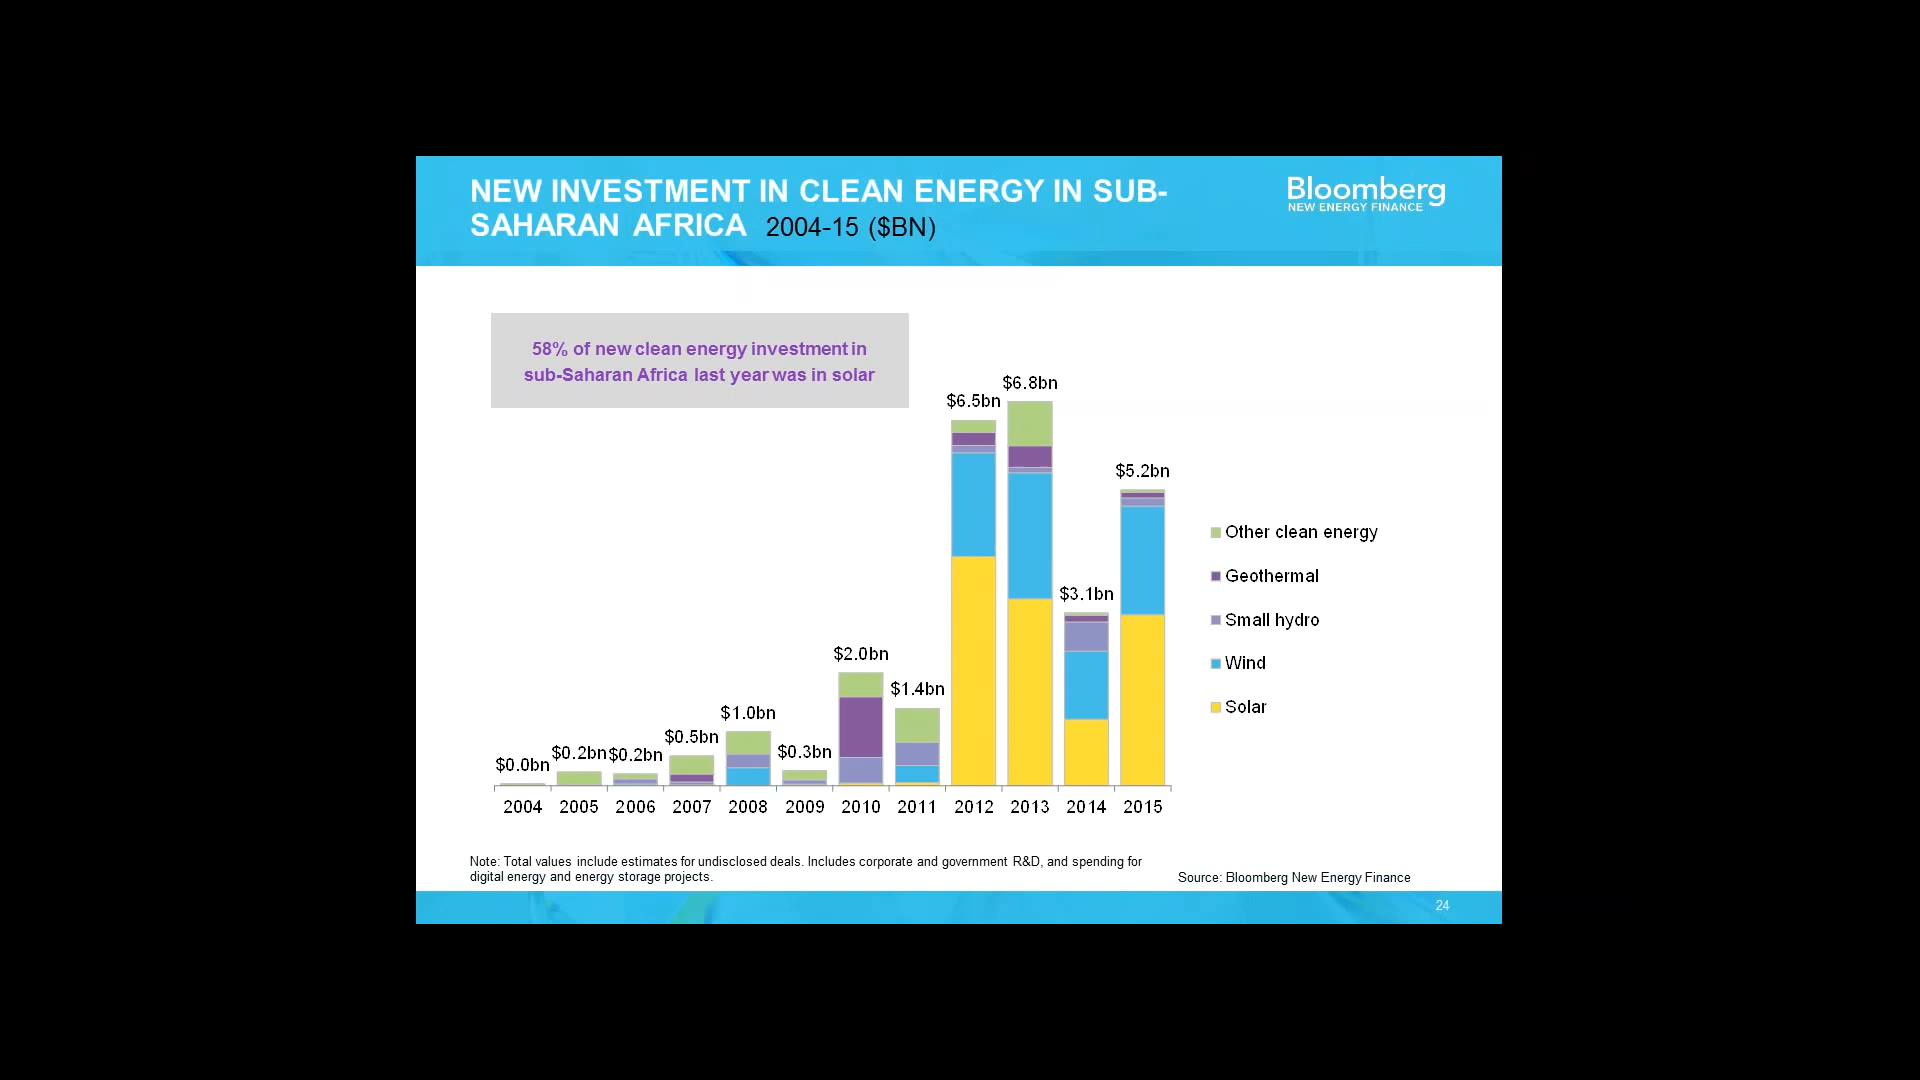 NEW INVESTMENT IN CLEAN ENERGY IN SUB-
SAHARAN AFRICA 2004-15 ($BN)
Bloomberg
NEW ENERGY FINANCE
58% of new clean energy investment in
sub-Saharan Africa last year was in solar
$0.0bn
$0.2bn
$0.2bn
$0.5bn
$1.0bn
$0.3bn
$2.0bn
$1.4bn
$6.5bn
$6.8bn
$3.1bn
$5.2bn
Other clean energy
Geothermal
Small hydro
Wind
Solar
2004 2005 2006 2007 2008 2009 2010 2011 2012 2013 2014 2015
Note: Total values include estimates for undisclosed deals. Includes corporate and government R&D, and spending for
digital energy and energy storage projects.
Source: Bloomberg New Energy Finance
24